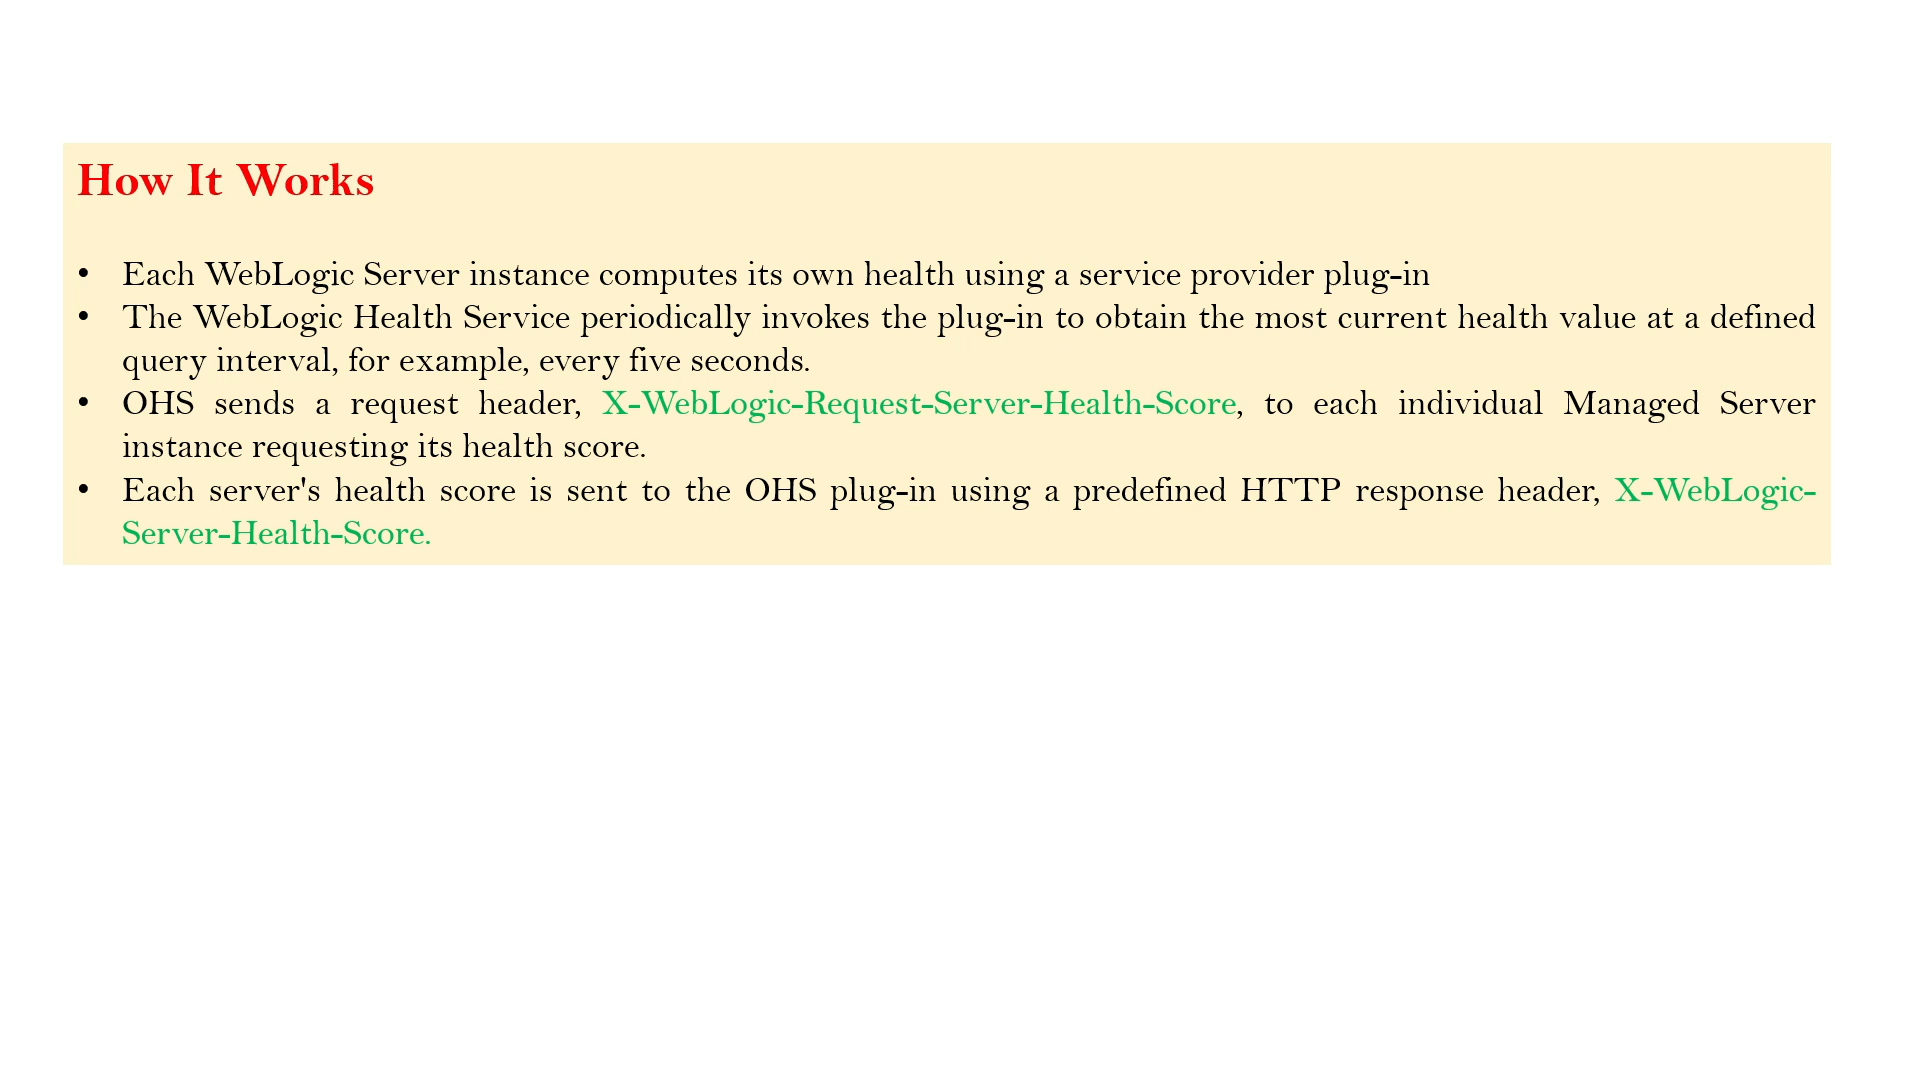 How It Works
• Each WebLogic Server instance computes its own health using a service provider plug-in
• The WebLogic Health Service periodically invokes the plug-in to obtain the most current health value at a defined
query interval, for example, every five seconds.
• OHS sends a request header, X-WebLogic-Request-Server-Health-Score, to each individual Managed Server
instance requesting its health score.
• Each server's health score is sent to the OHS plug-in using a predefined HTTP response header, X-WebLogic-
Server-Health-Score.